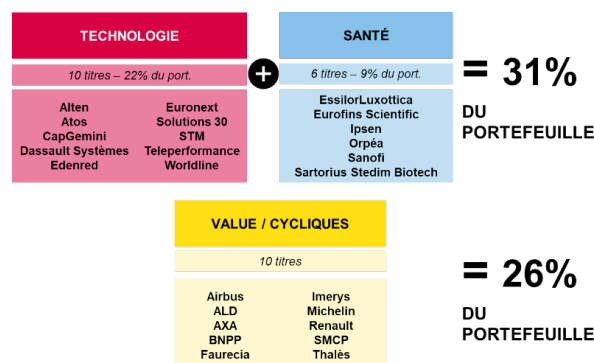 TECHNOLOGIE
10 titres – 22% du port.
Alten
Atos
CapGemini
Dassault Systèmes
Edenred
Euronext
Solutions 30
STM
Teleperformance
Worldline
+
SANTÉ
6 titres – 9% du port.
EssilorLuxottica
Eurofins Scientific
Ipsen
Orpéa
Sanofi
Sartorius Stedim Biotech
= 31%
DU
PORTEFEUILLE
VALUE / CYCLIQUES
10 titres
Airbus
ALD
AXA
BNPP
Faurecia
Imerys
Michelin
Renault
SMCP
Thalès
= 26%
DU
PORTEFEUILLE